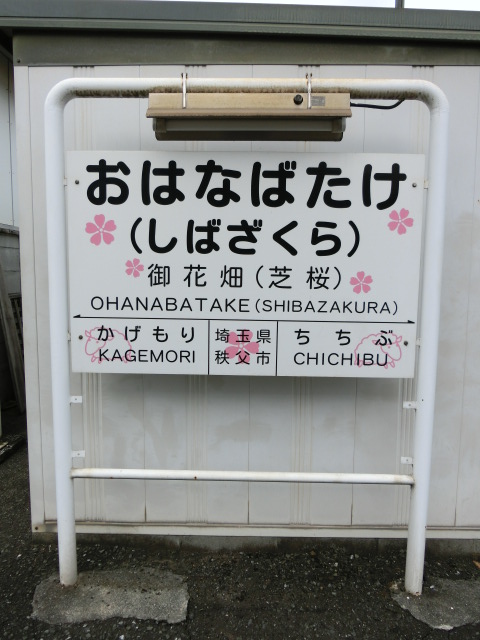 おはなばたけ
(しばざくら)
御花畑(芝桜)
OHANABATAKE(SHIBAZAKURA)
かげもり
KAGEMORI
埼玉県
秩父市
ちちぶ
CHICHIBU